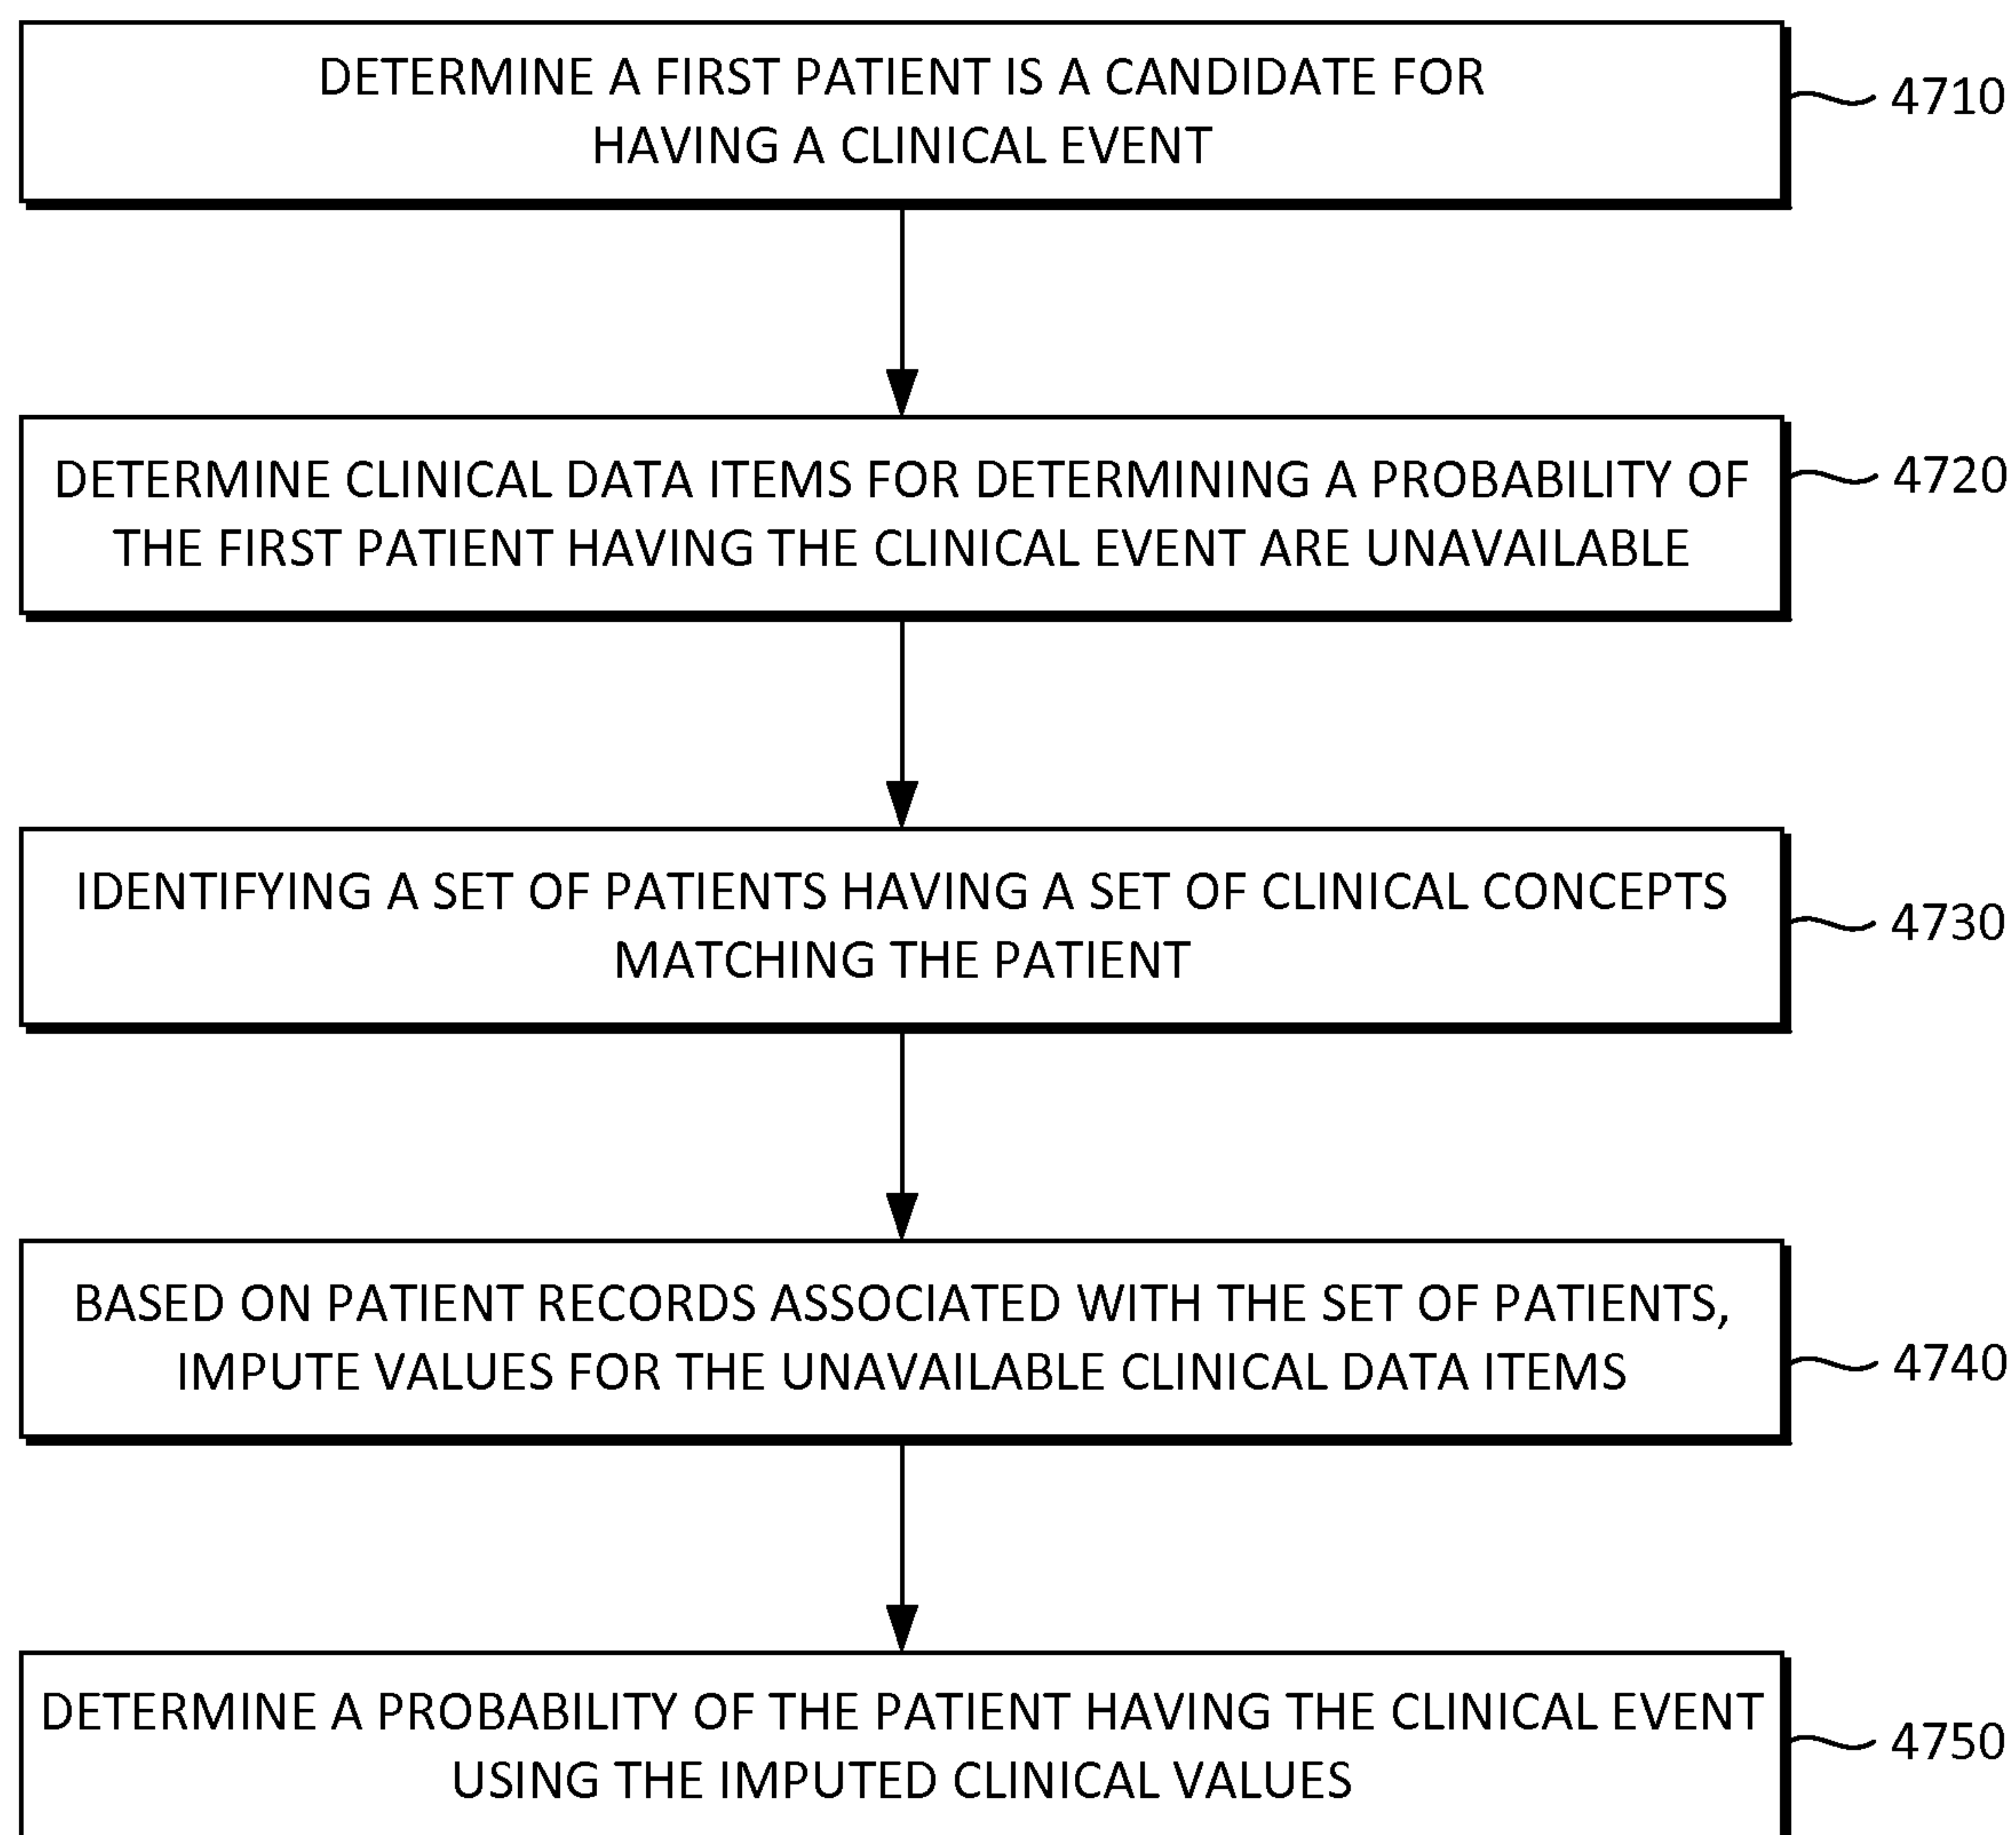 DETERMINE A FIRST PATIENT IS A CANDIDATE FOR
HAVING A CLINICAL EVENT
4710
DETERMINE CLINICAL DATA ITEMS FOR DETERMINING A PROBABILITY OF
THE FIRST PATIENT HAVING THE CLINICAL EVENT ARE UNAVAILABLE
4720
IDENTIFYING A SET OF PATIENTS HAVING A SET OF CLINICAL CONCEPTS
MATCHING THE PATIENT
4730
BASED ON PATIENT RECORDS ASSOCIATED WITH THE SET OF PATIENTS,
IMPUTE VALUES FOR THE UNAVAILABLE CLINICAL DATA ITEMS
4740
DETERMINE A PROBABILITY OF THE PATIENT HAVING THE CLINICAL EVENT
USING THE IMPUTED CLINICAL VALUES
4750